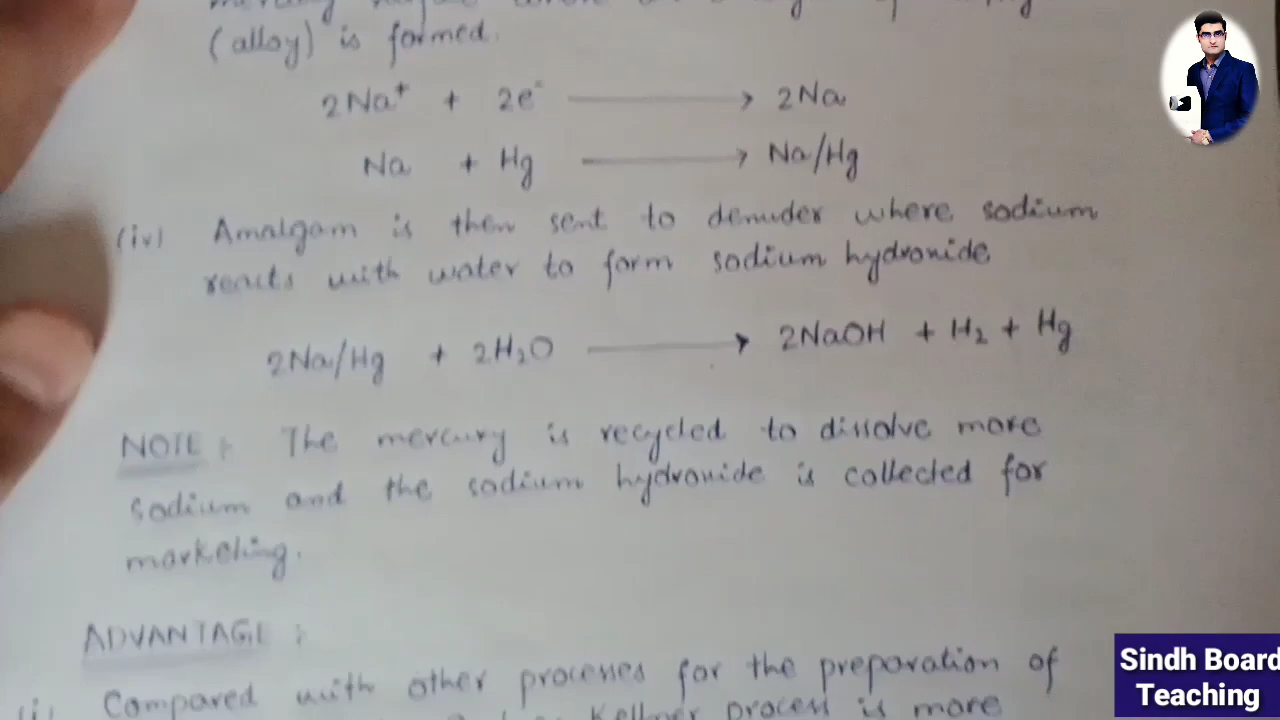 (alloy) is formed.
2Na⁺ + 2e⁻ ⟶ 2Na
Na + Hg ⟶ Na/Hg
(iv) Amalgam is then sent to denuder where sodium
reacts with water to form sodium hydroxide
2Na/Hg + 2H₂O ⟶ 2NaOH + H₂ + Hg
NOTE :- The mercury is recycled to dissolve more
sodium and the sodium hydroxide is collected for
marketing.
ADVANTAGE :
(i) Compared with other processes for the preparation of
Kellner process is more
Sindh Board
Teaching